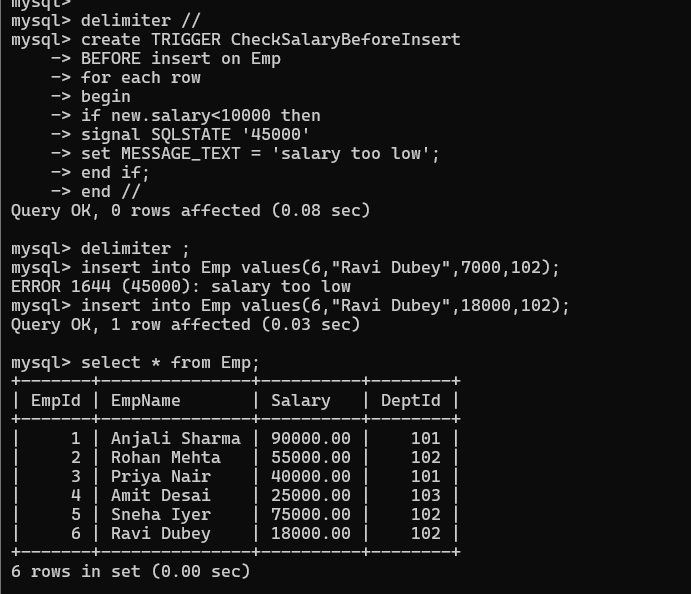 mysql>
mysql> delimiter //
mysql> create TRIGGER CheckSalaryBeforeInsert
    -> BEFORE insert on Emp
    -> for each row
    -> begin
    -> if new.salary<10000 then
    -> signal SQLSTATE '45000'
    -> set MESSAGE_TEXT = 'salary too low';
    -> end if;
    -> end //
Query OK, 0 rows affected (0.08 sec)

mysql> delimiter ;
mysql> insert into Emp values(6,"Ravi Dubey",7000,102);
ERROR 1644 (45000): salary too low
mysql> insert into Emp values(6,"Ravi Dubey",18000,102);
Query OK, 1 row affected (0.03 sec)

mysql> select * from Emp;
+-------+---------------+----------+--------+
| EmpId | EmpName       | Salary   | DeptId |
+-------+---------------+----------+--------+
|     1 | Anjali Sharma | 90000.00 |    101 |
|     2 | Rohan Mehta   | 55000.00 |    102 |
|     3 | Priya Nair    | 40000.00 |    101 |
|     4 | Amit Desai    | 25000.00 |    103 |
|     5 | Sneha Iyer    | 75000.00 |    102 |
|     6 | Ravi Dubey    | 18000.00 |    102 |
+-------+---------------+----------+--------+
6 rows in set (0.00 sec)